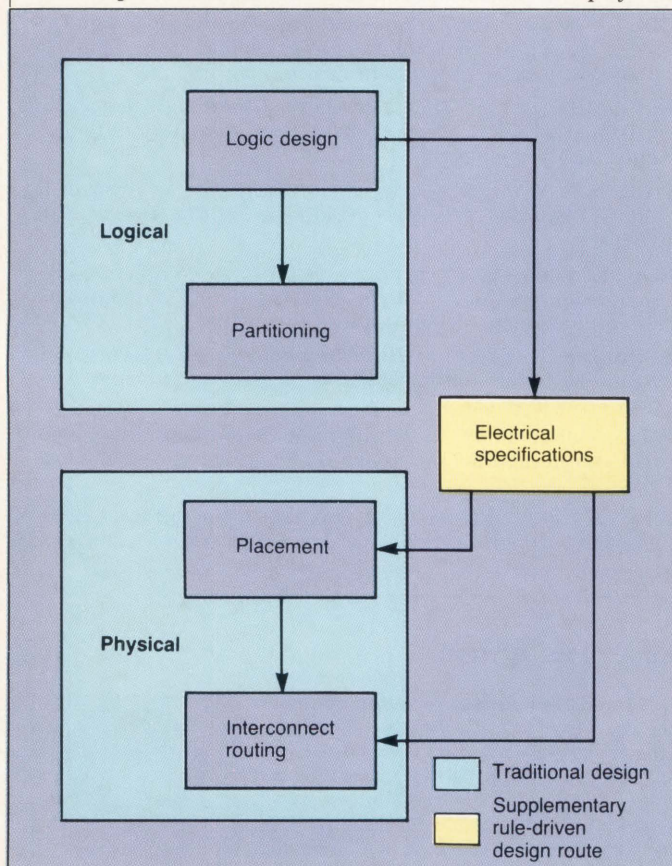 Logic design
Logical
Partitioning
Electrical
specifications
Placement
Physical
Interconnect
routing
Traditional design
Supplementary
rule-driven
design route